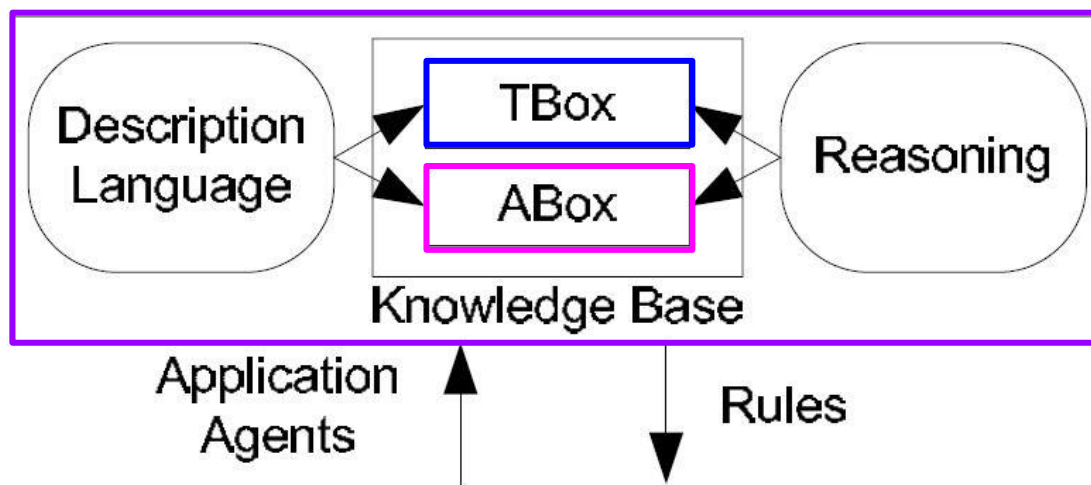 Description
Language
TBox
ABox
Reasoning
Knowledge Base
Application
Agents
Rules